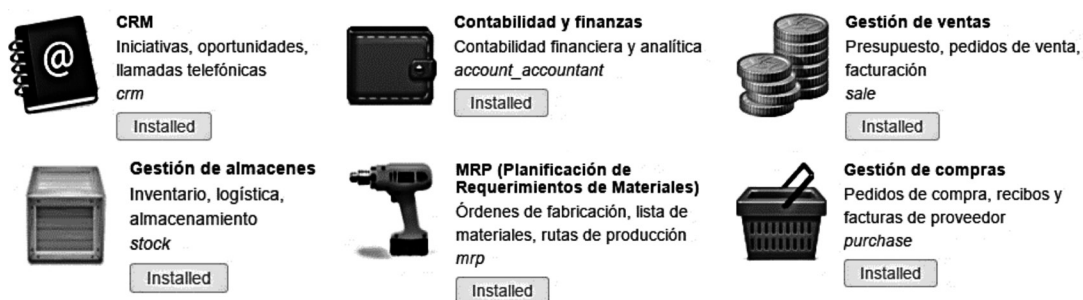 CRM
Iniciativas, oportunidades,
llamadas telefónicas
crm
Installed
Contabilidad y finanzas
Contabilidad financiera y analítica
account_accountant
Installed
Gestión de ventas
Presupuesto, pedidos de venta,
facturación
sale
Installed
Gestión de almacenes
Inventario, logística,
almacenamiento
stock
Installed
MRP (Planificación de
Requerimientos de Materiales)
Órdenes de fabricación, lista de
materiales, rutas de producción
mrp
Installed
Gestión de compras
Pedidos de compra, recibos y
facturas de proveedor
purchase
Installed